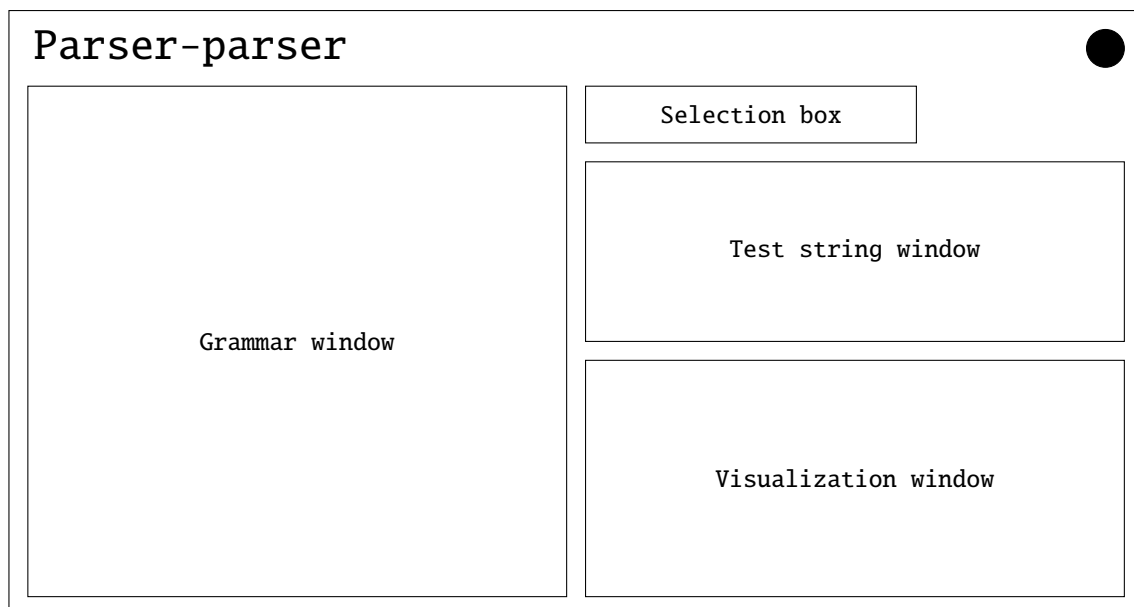 Parser-parser
Selection box
Test string window
Grammar window
Visualization window